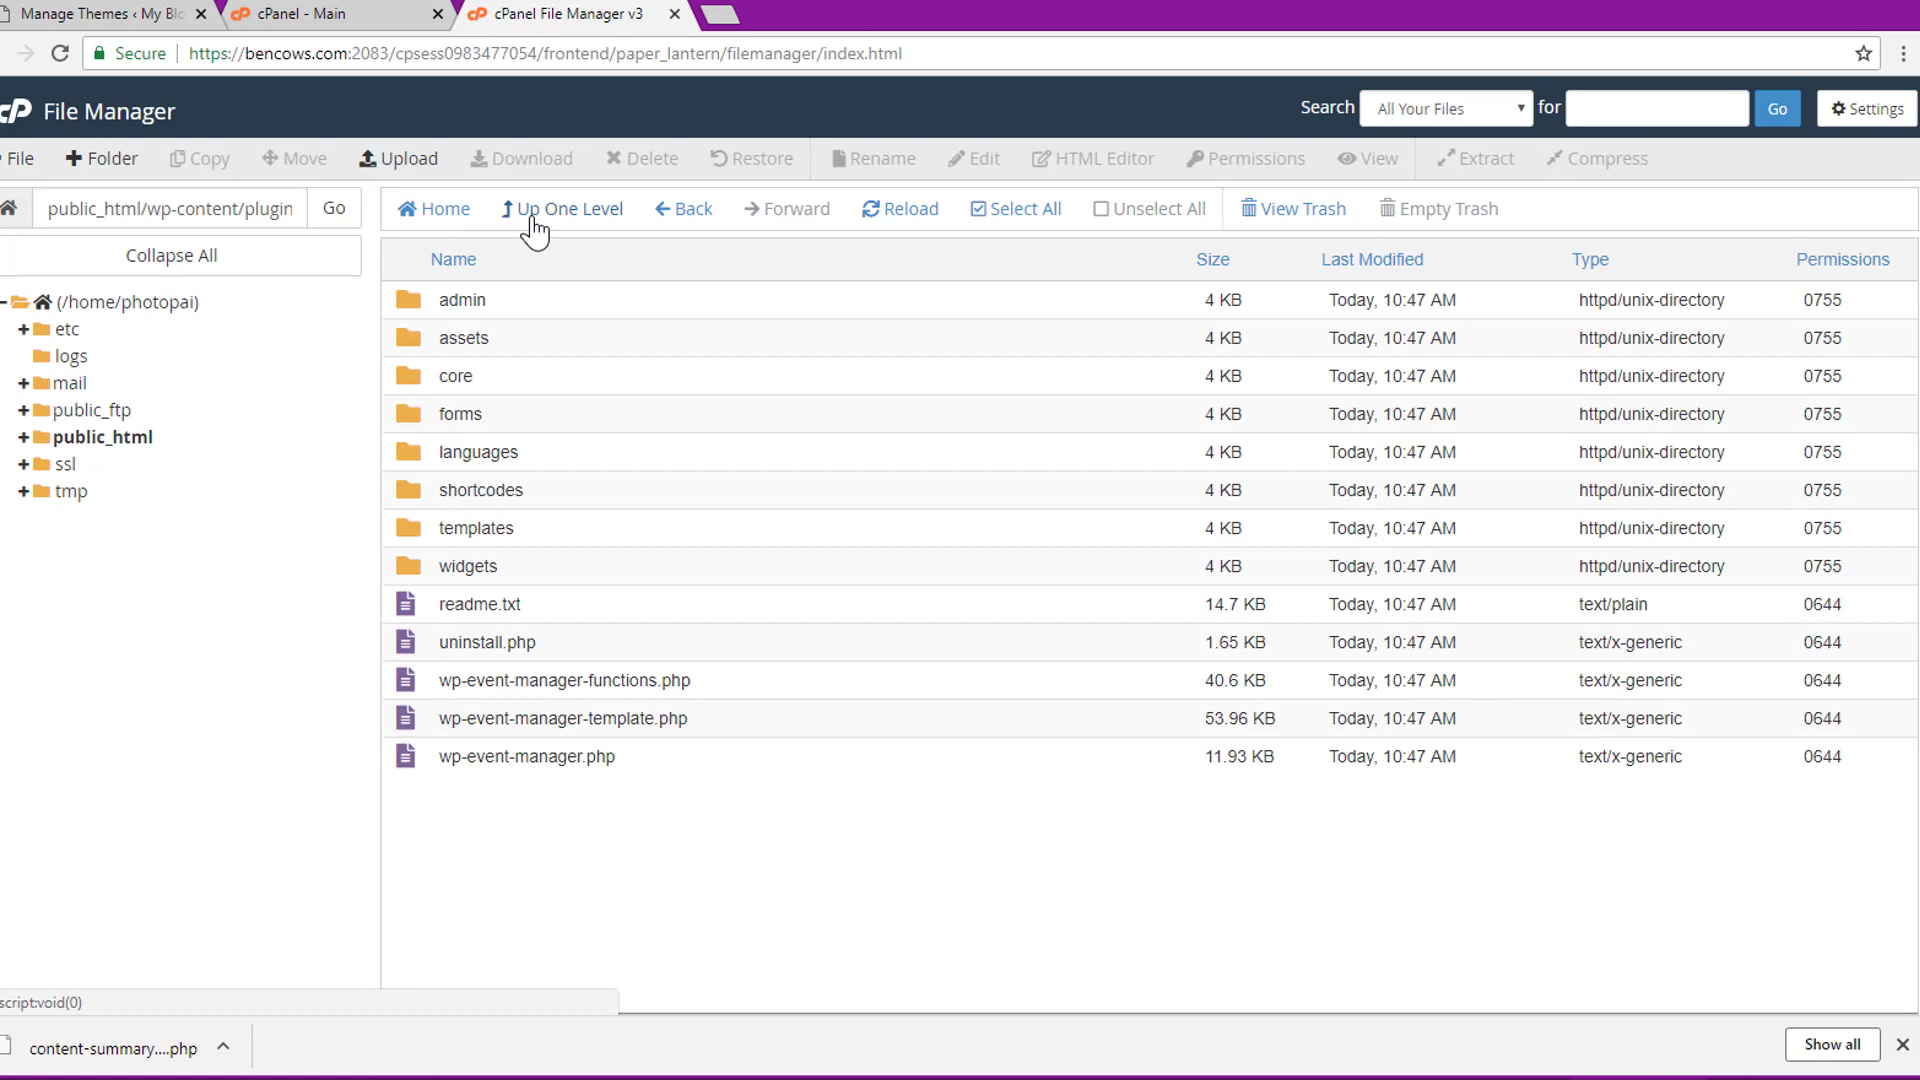 Manage Themes ‹ My Blo
cPanel - Main
cPanel File Manager v3
Secure https://bencows.com:2083/cpsess0983477054/frontend/paper_lantern/filemanager/index.html
cP File Manager
Search All Your Files for Go Settings
File Folder Copy Move Upload Download Delete Restore Rename Edit HTML Editor Permissions View Extract Compress
public_html/wp-content/plugin Go
Home Up One Level Back Forward Reload Select All Unselect All View Trash Empty Trash
Collapse All
(/home/photopai)
etc
logs
mail
public_ftp
public_html
ssl
tmp
Name Size Last Modified Type Permissions
admin 4 KB Today, 10:47 AM httpd/unix-directory 0755
assets 4 KB Today, 10:47 AM httpd/unix-directory 0755
core 4 KB Today, 10:47 AM httpd/unix-directory 0755
forms 4 KB Today, 10:47 AM httpd/unix-directory 0755
languages 4 KB Today, 10:47 AM httpd/unix-directory 0755
shortcodes 4 KB Today, 10:47 AM httpd/unix-directory 0755
templates 4 KB Today, 10:47 AM httpd/unix-directory 0755
widgets 4 KB Today, 10:47 AM httpd/unix-directory 0755
readme.txt 14.7 KB Today, 10:47 AM text/plain 0644
uninstall.php 1.65 KB Today, 10:47 AM text/x-generic 0644
wp-event-manager-functions.php 40.6 KB Today, 10:47 AM text/x-generic 0644
wp-event-manager-template.php 53.96 KB Today, 10:47 AM text/x-generic 0644
wp-event-manager.php 11.93 KB Today, 10:47 AM text/x-generic 0644
script:void(0)
content-summary....php
Show all